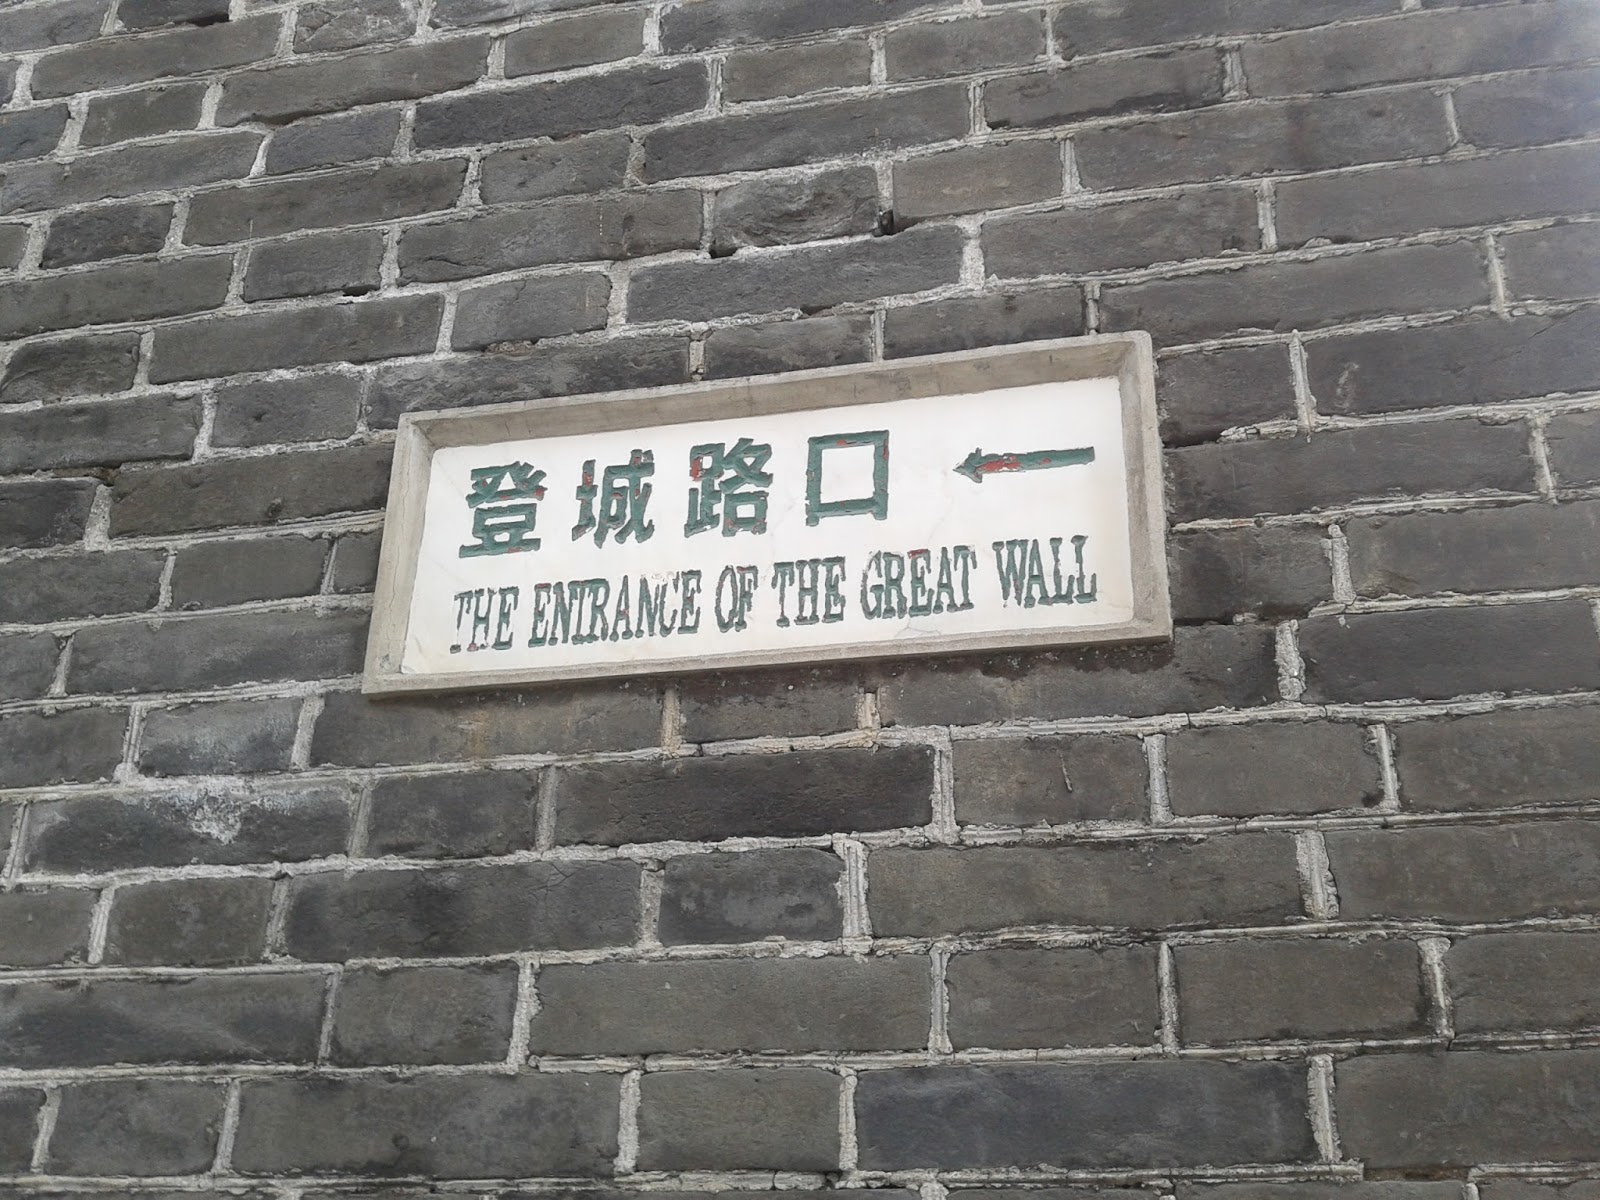 登城路口 ←
THE ENTRANCE OF THE GREAT WALL